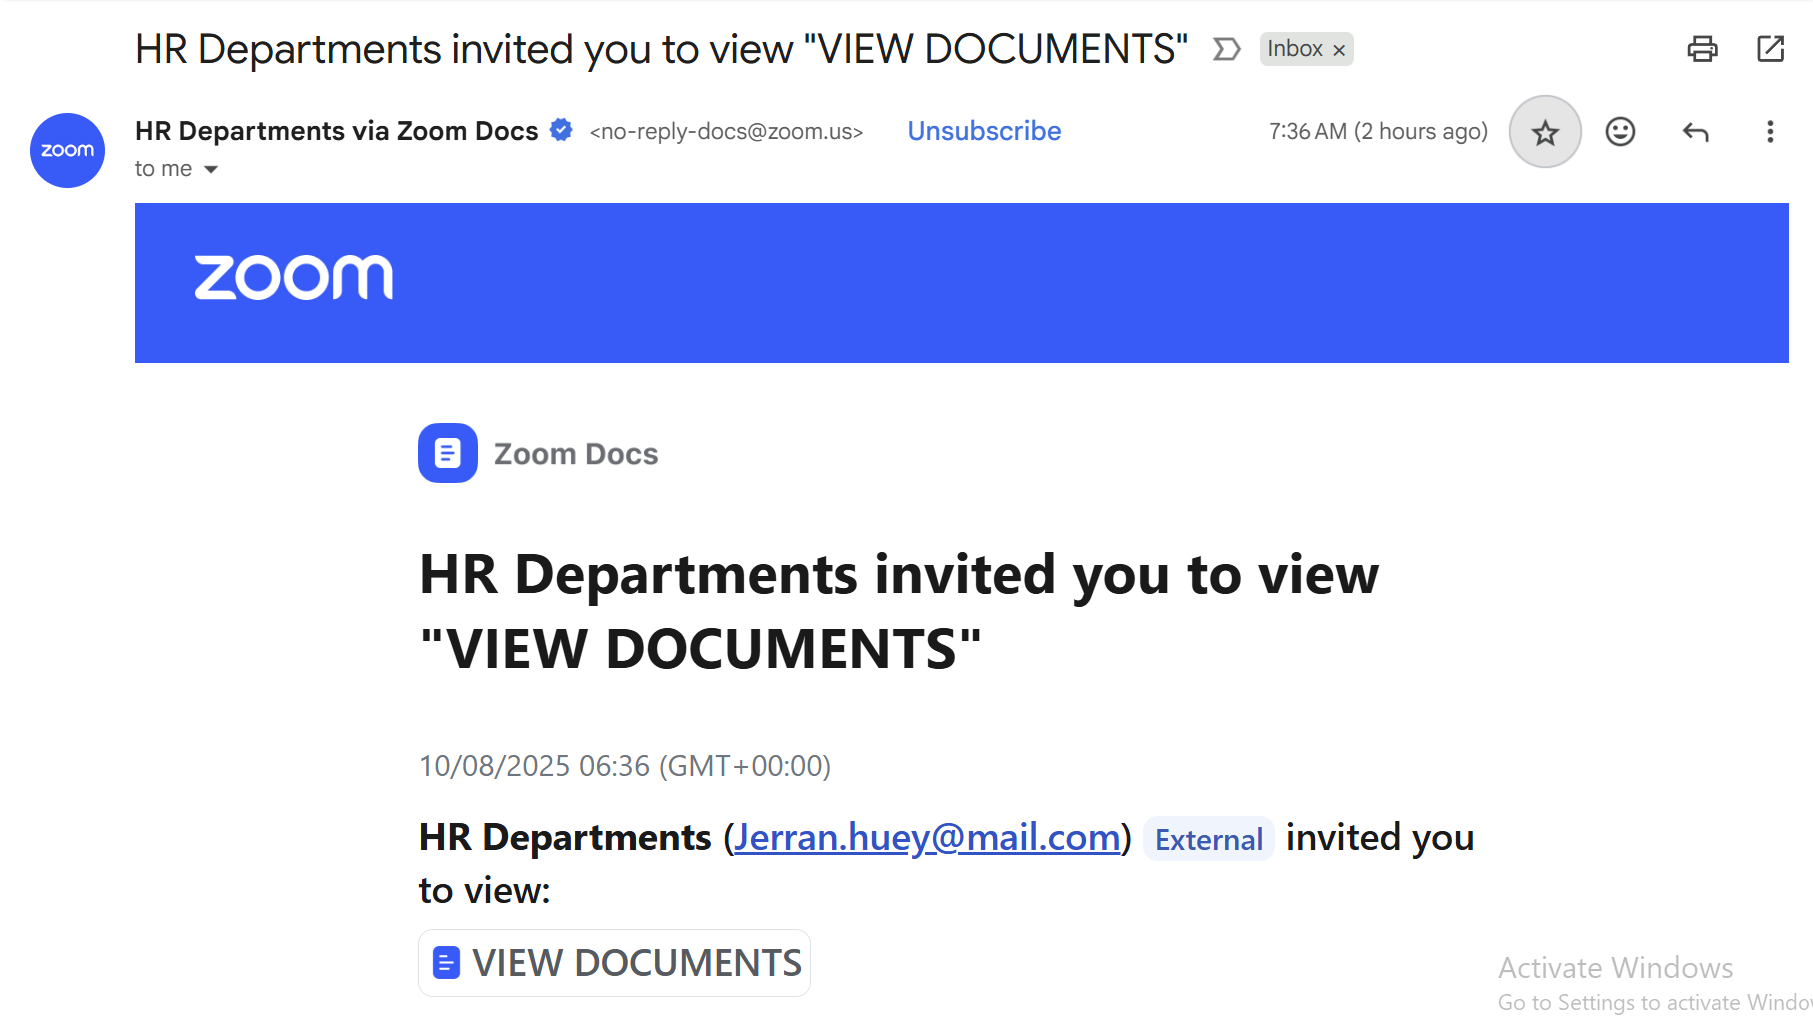 HR Departments invited you to view "VIEW DOCUMENTS" Inbox ×
zoom
HR Departments via Zoom Docs <no-reply-docs@zoom.us> Unsubscribe 7:36 AM (2 hours ago)
to me
zoom
Zoom Docs
HR Departments invited you to view
"VIEW DOCUMENTS"
10/08/2025 06:36 (GMT+00:00)
HR Departments (Jerran.huey@mail.com) External invited you
to view:
VIEW DOCUMENTS
Activate Windows
Go to Settings to activate Windo